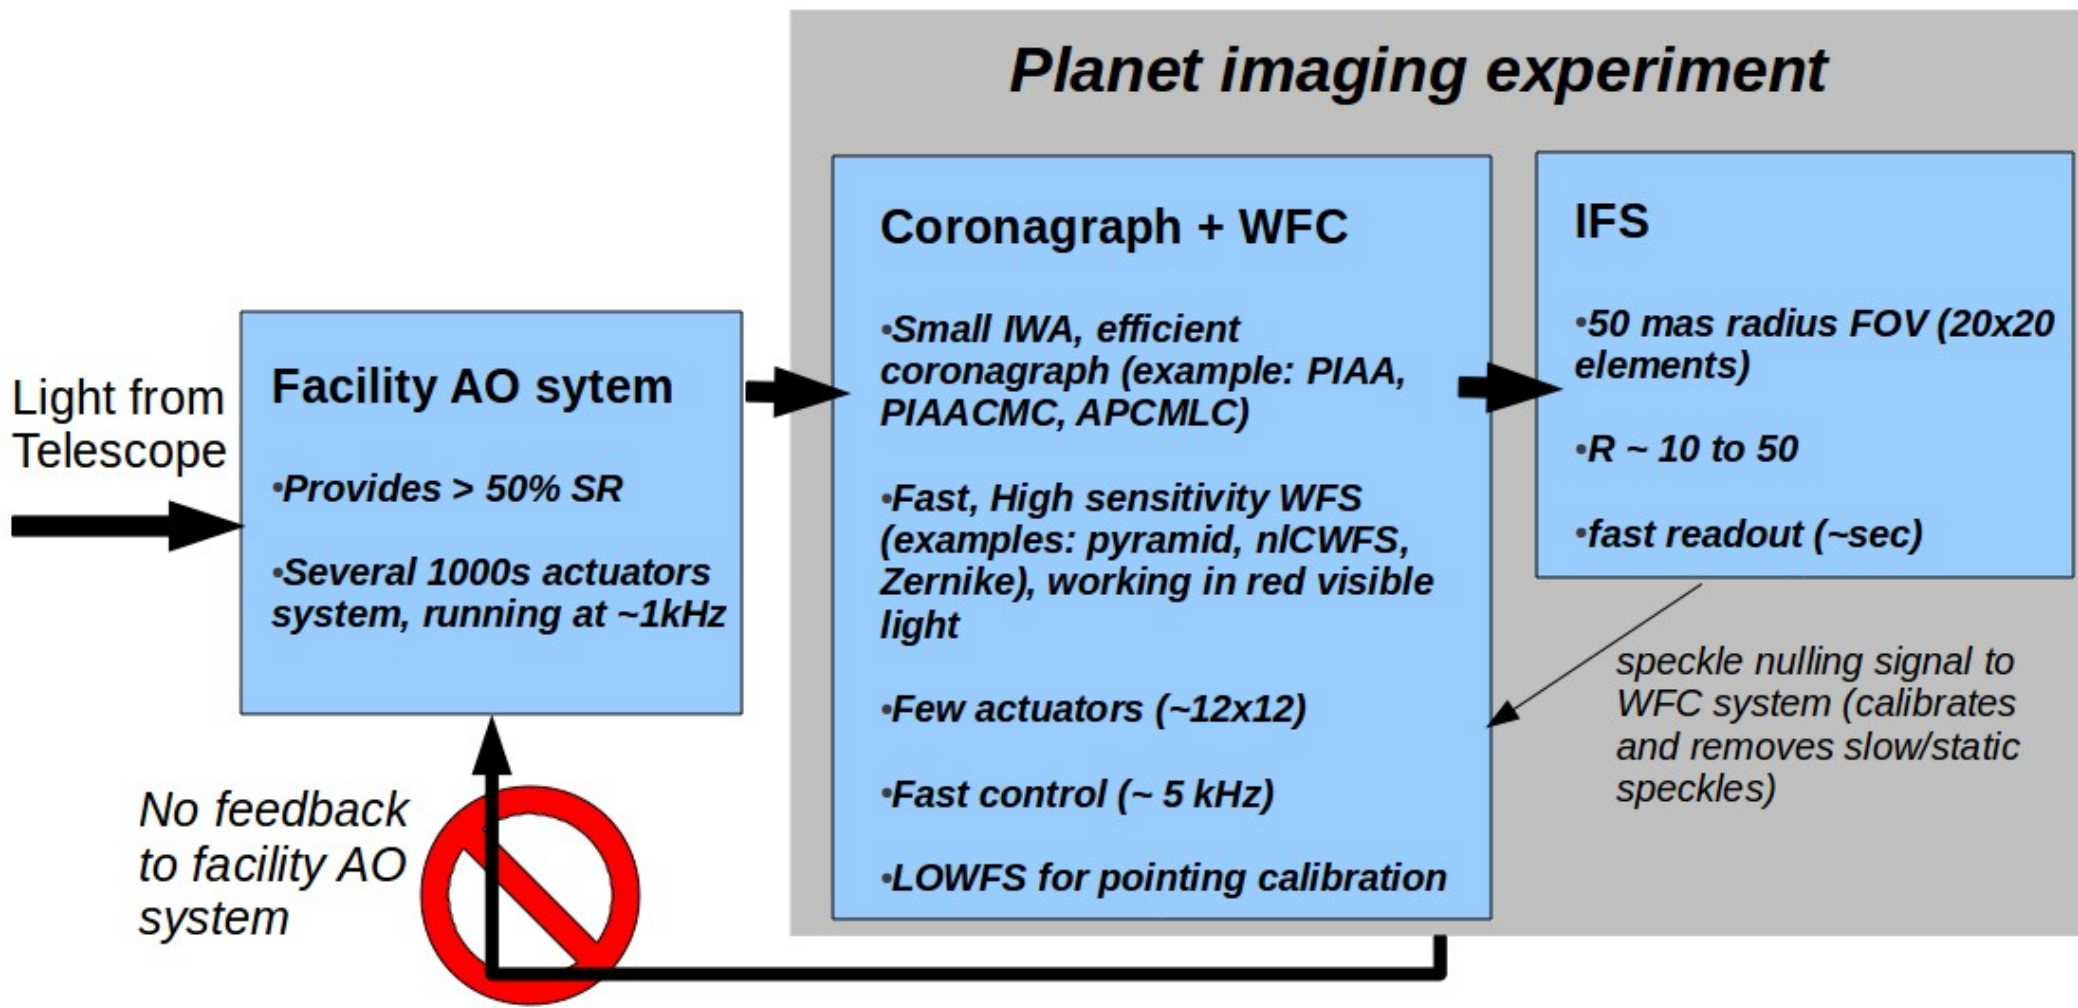 Planet imaging experiment
Light from
Telescope
Facility AO sytem
•Provides > 50% SR
•Several 1000s actuators
system, running at ~1kHz
Coronagraph + WFC
•Small IWA, efficient
coronagraph (example: PIAA,
PIAACMC, APCMLC)
•Fast, High sensitivity WFS
(examples: pyramid, nlCWFS,
Zernike), working in red visible
light
•Few actuators (~12x12)
•Fast control (~ 5 kHz)
•LOWFS for pointing calibration
IFS
•50 mas radius FOV (20x20
elements)
•R ~ 10 to 50
•fast readout (~sec)
speckle nulling signal to
WFC system (calibrates
and removes slow/static
speckles)
No feedback
to facility AO
system